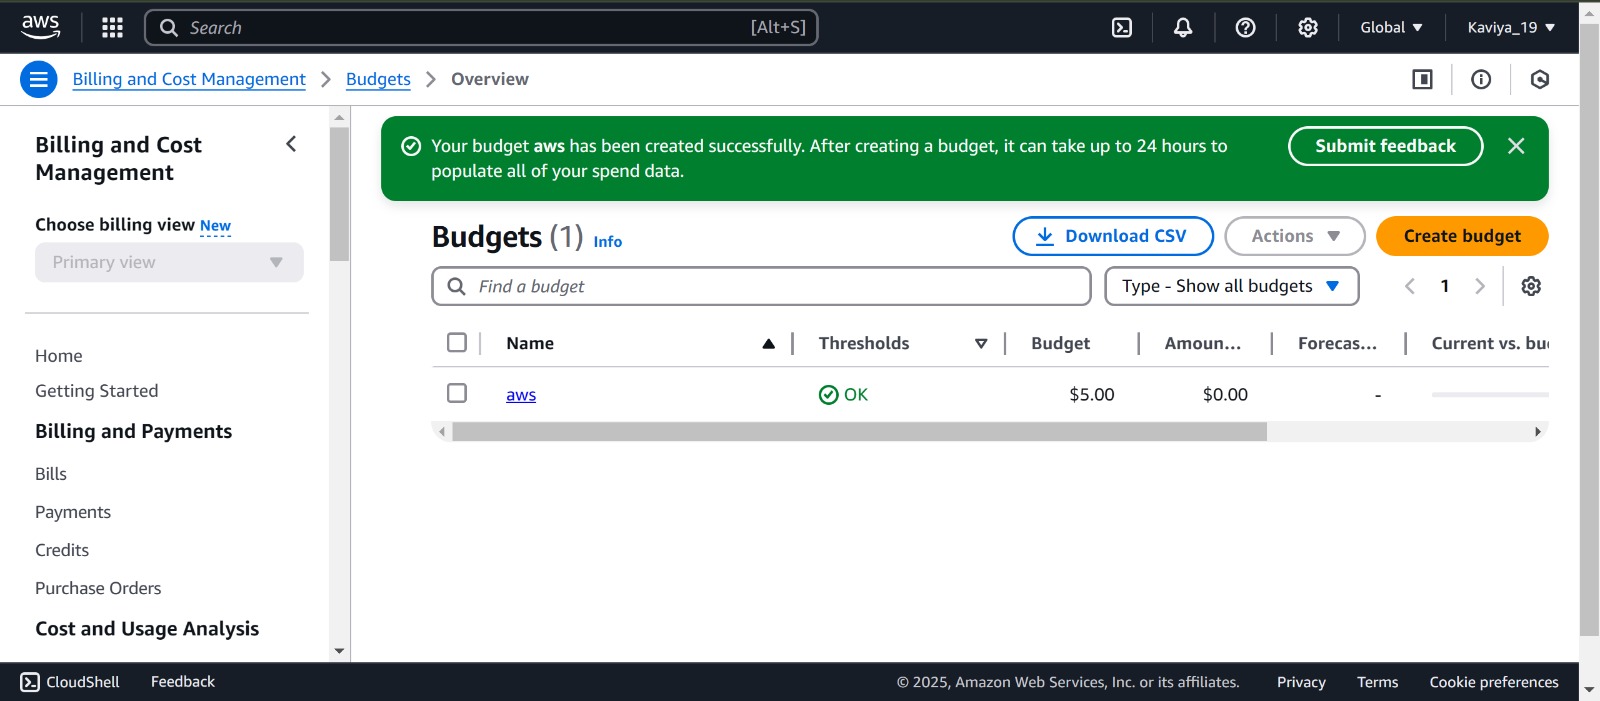 aws
Search
[Alt+S]
Global
Kaviya_19
Billing and Cost Management
Budgets
Overview
Billing and Cost
Management
Choose billing view New
Primary view
Home
Getting Started
Billing and Payments
Bills
Payments
Credits
Purchase Orders
Cost and Usage Analysis
Your budget aws has been created successfully. After creating a budget, it can take up to 24 hours to
populate all of your spend data.
Submit feedback
Budgets (1) Info
Download CSV
Actions
Create budget
Find a budget
Type - Show all budgets
1
Name
Thresholds
Budget
Amoun...
Forecas...
Current vs. bu
aws
OK
$5.00
$0.00
-
CloudShell
Feedback
© 2025, Amazon Web Services, Inc. or its affiliates.
Privacy
Terms
Cookie preferences